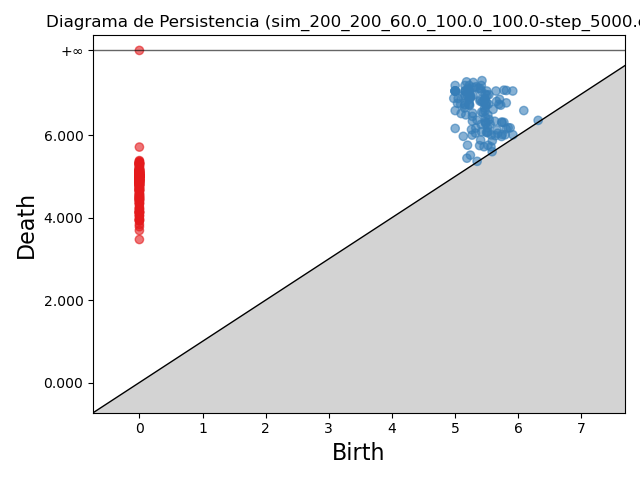 Diagrama de Persistencia (sim_200_200_60.0_100.0_100.0-step_5000.
+∞
6.000
4.000
2.000
0.000
Death
0 1 2 3 4 5 6 7
Birth